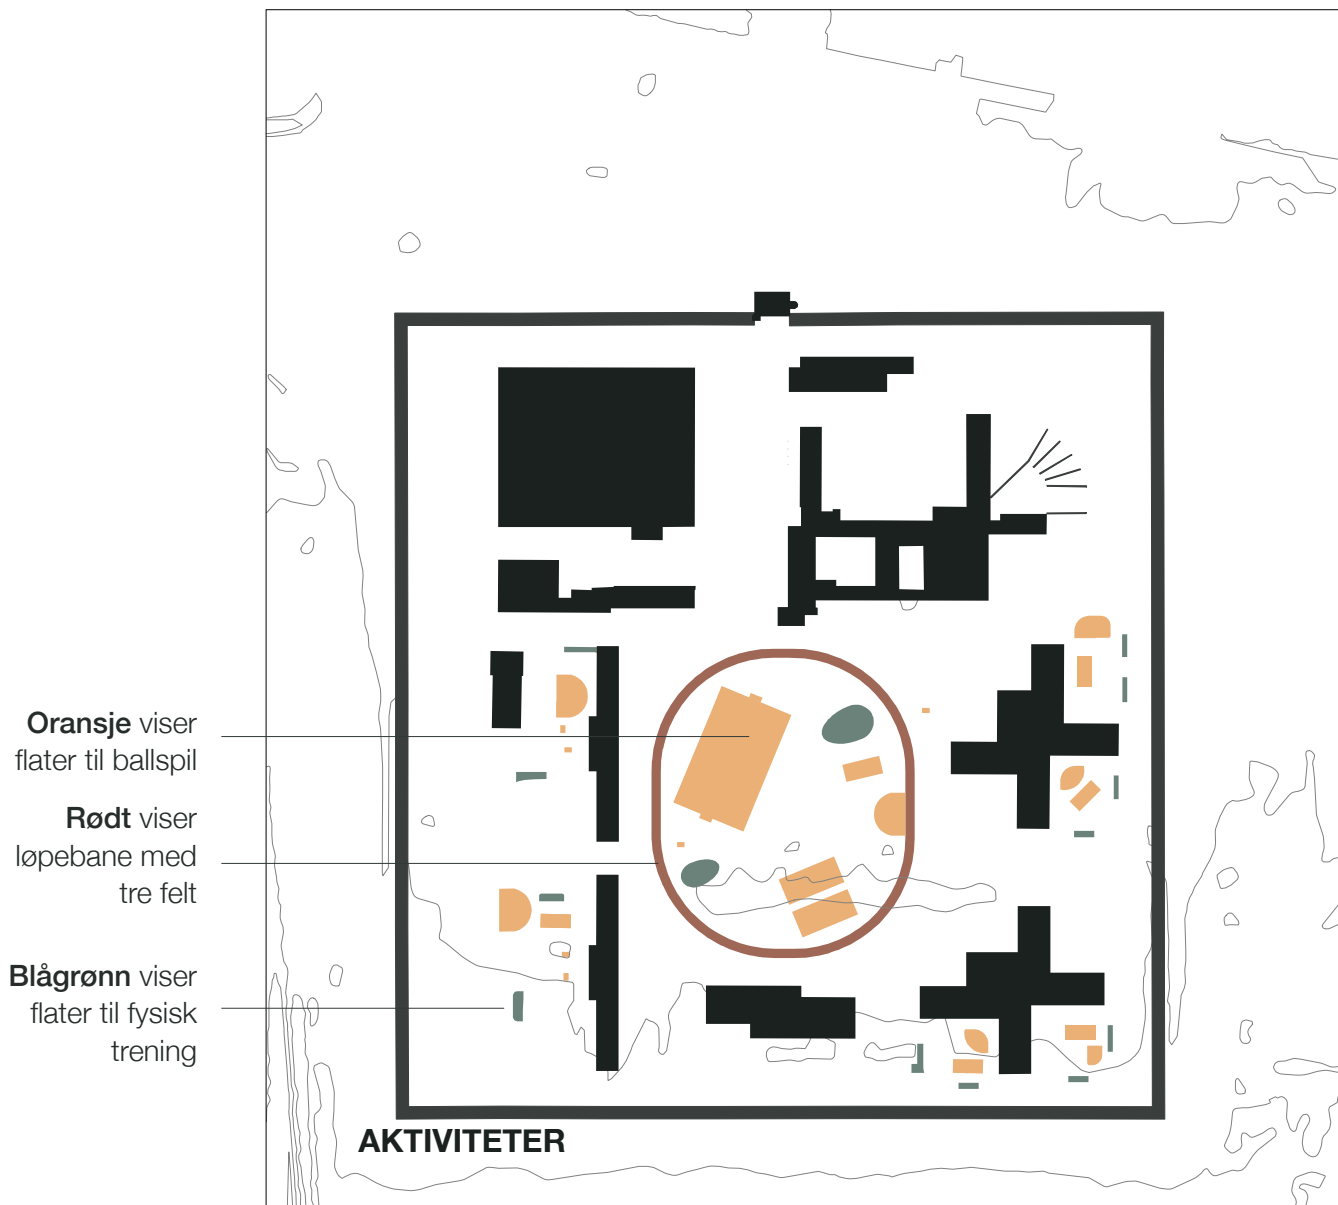 Oransje viser
flater til ballspil
Rødt viser
løpebane med
tre felt
Blågrønn viser
flater til fysisk
trening
AKTIVITETER